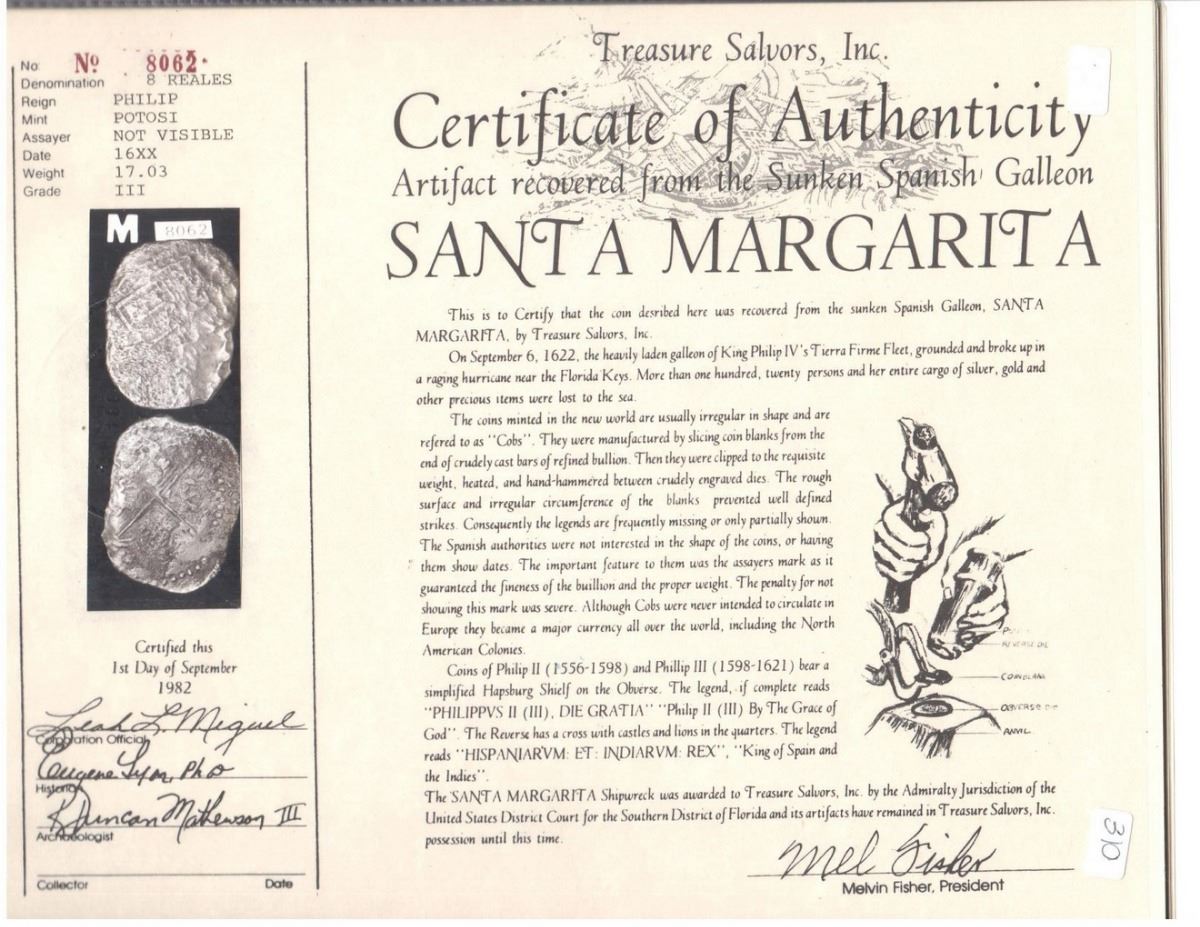 No Nº 8062
Denomination 8 REALES
Reign PHILIP
Mint POTOSI
Assayer NOT VISIBLE
Date 16XX
Weight 17.03
Grade III
M 8062
Certified this
1st Day of September
1982
Leah L. Miguel
Corporation Official
Eugene Lyon, PhD
Historian
R Duncan Mathewson III
Archaeologist
Collector Date
Treasure Salvors, Inc.
Certificate of Authenticity
Artifact recovered from the Sunken Spanish Galleon
SANTA MARGARITA
This is to Certify that the coin desribed here was recovered from the sunken Spanish Galleon, SANTA
MARGARITA, by Treasure Salvors, Inc.
On September 6, 1622, the heavily laden galleon of King Philip IV's Tierra Firme Fleet, grounded and broke up in
a raging hurricane near the Florida Keys. More than one hundred, twenty persons and her entire cargo of silver, gold and
other precious items were lost to the sea.
The coins minted in the new world are usually irregular in shape and are
refered to as "Cobs". They were manufactured by slicing coin blanks from the
end of crudely cast bars of refined bullion. Then they were clipped to the requisite
weight, heated, and hand-hammered between crudely engraved dies. The rough
surface and irregular circumference of the blanks prevented well defined
strikes. Consequently the legends are frequently missing or only partially shown.
The Spanish authorities were not interested in the shape of the coins, or having
them show dates. The important feature to them was the assayers mark as it
guaranteed the fineness of the buillion and the proper weight. The penalty for not
showing this mark was severe. Although Cobs were never intended to circulate in
Europe they became a major currency all over the world, including the North
American Colonies.
Coins of Philip II (1556-1598) and Phillip III (1598-1621) bear a
simplified Hapsburg Shielf on the Obverse. The legend, if complete reads
"PHILIPPVS II (III), DIE GRATIA" "Philip II (III) By The Grace of
God". The Reverse has a cross with castles and lions in the quarters. The legend
reads "HISPANIARVM: ET: INDIARVM: REX", "King of Spain and
the Indies".
The SANTA MARGARITA Shipwreck was awarded to Treasure Salvors, Inc. by the Admiralty Jurisdiction of the
United States District Court for the Southern District of Florida and its artifacts have remained in Treasure Salvors, Inc.
possession until this time.
REVERSE DIE
COIN BLANK
OBVERSE DIE
ANVIL
Mel Fisher
Melvin Fisher, President
310